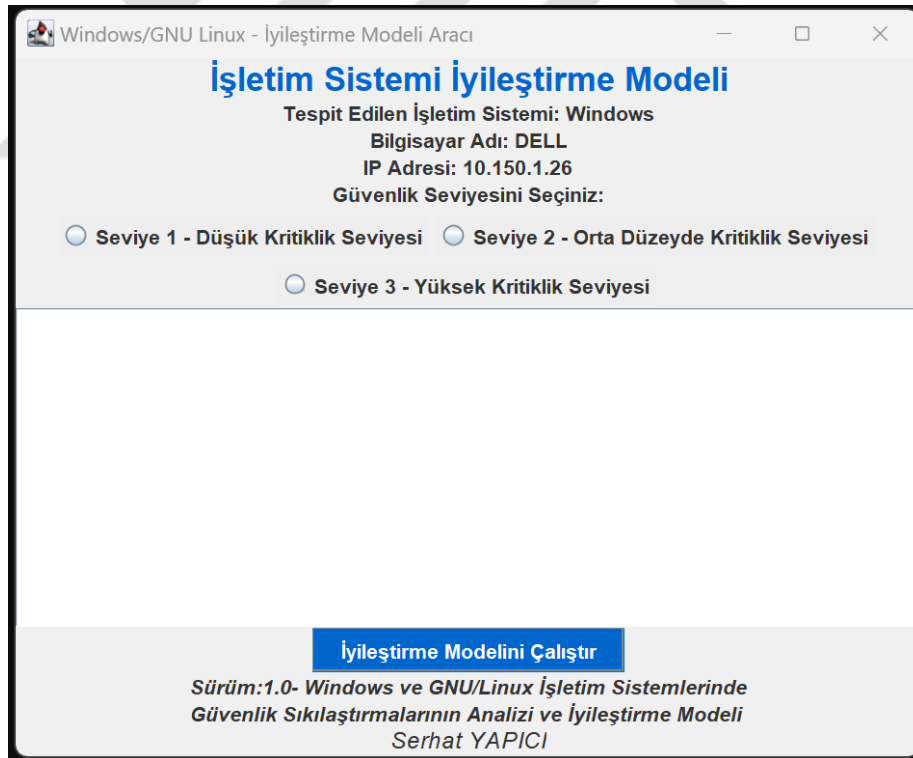 Windows/GNU Linux - İyileştirme Modeli Aracı
İşletim Sistemi İyileştirme Modeli
Tespit Edilen İşletim Sistemi: Windows
Bilgisayar Adı: DELL
IP Adresi: 10.150.1.26
Güvenlik Seviyesini Seçiniz:
Seviye 1 - Düşük Kritiklik Seviyesi Seviye 2 - Orta Düzeyde Kritiklik Seviyesi
Seviye 3 - Yüksek Kritiklik Seviyesi
İyileştirme Modelini Çalıştır
Sürüm:1.0- Windows ve GNU/Linux İşletim Sistemlerinde
Güvenlik Sıkılaştırmalarının Analizi ve İyileştirme Modeli
Serhat YAPICI